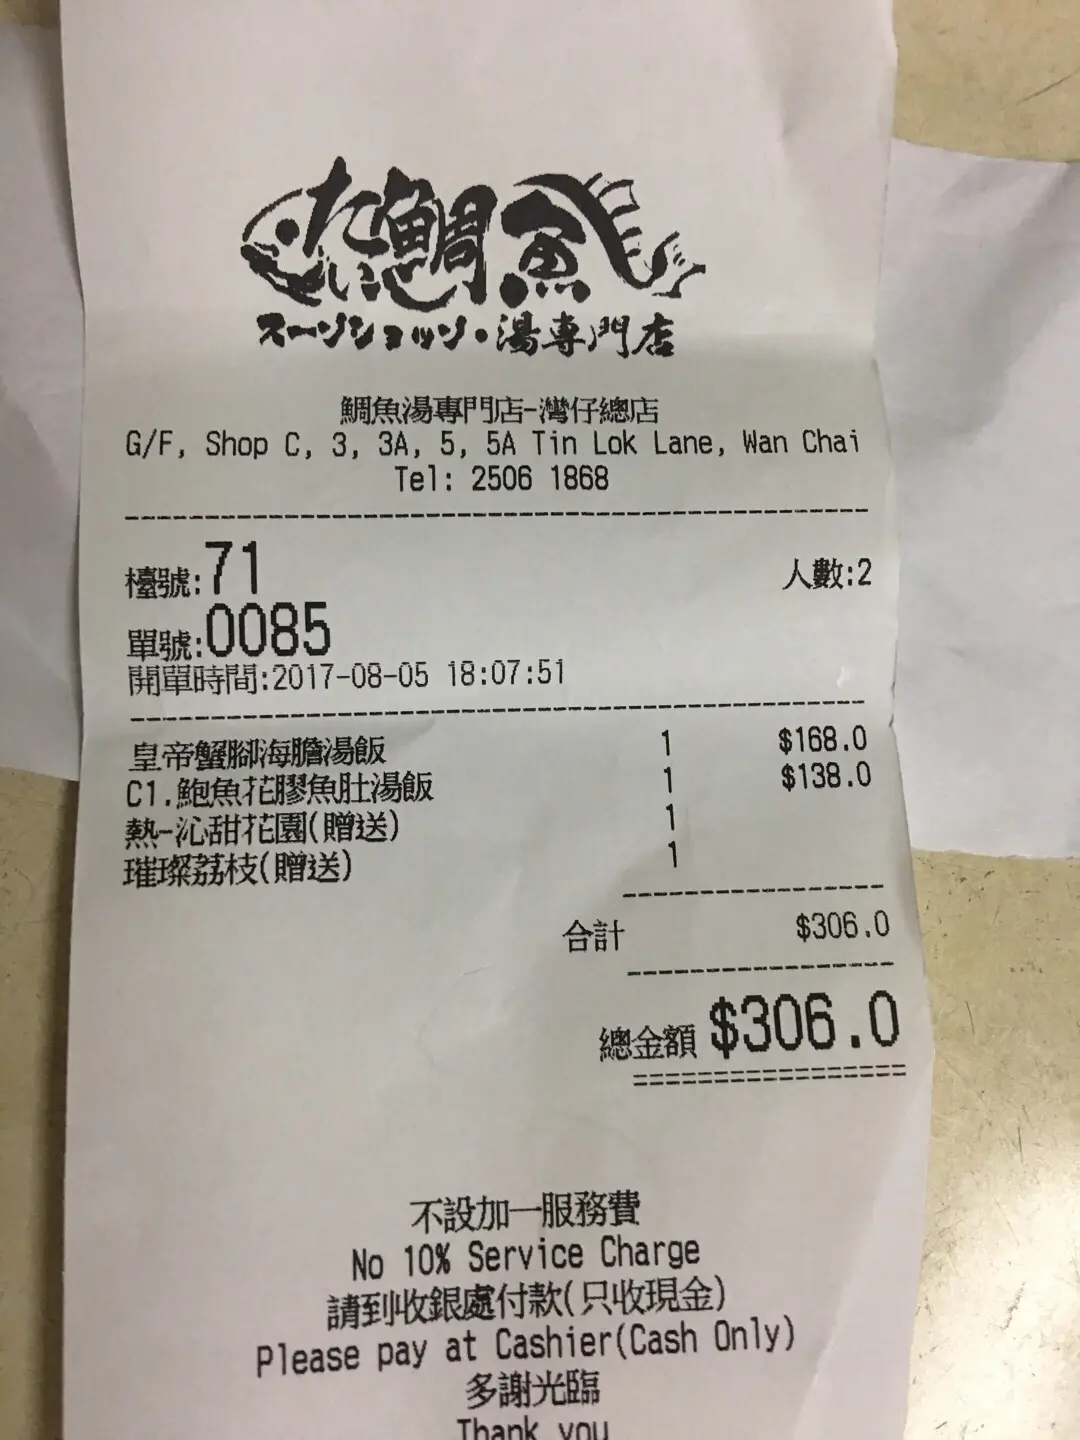 たい鯛魚
スープショップ・湯専門店
鯛魚湯專門店-灣仔總店
G/F, Shop C, 3, 3A, 5, 5A Tin Lok Lane, Wan Chai
Tel: 2506 1868
檯號:71 人數:2
單號:0085
開單時間:2017-08-05 18:07:51
皇帝蟹腳海膽湯飯 1 $168.0
C1.鮑魚花膠魚肚湯飯 1 $138.0
熱-沁甜花園(贈送) 1
璀璨荔枝(贈送) 1
合計 $306.0
總金額 $306.0
不設加一服務費
No 10% Service Charge
請到收銀處付款(只收現金)
Please pay at Cashier(Cash Only)
多謝光臨
Thank you